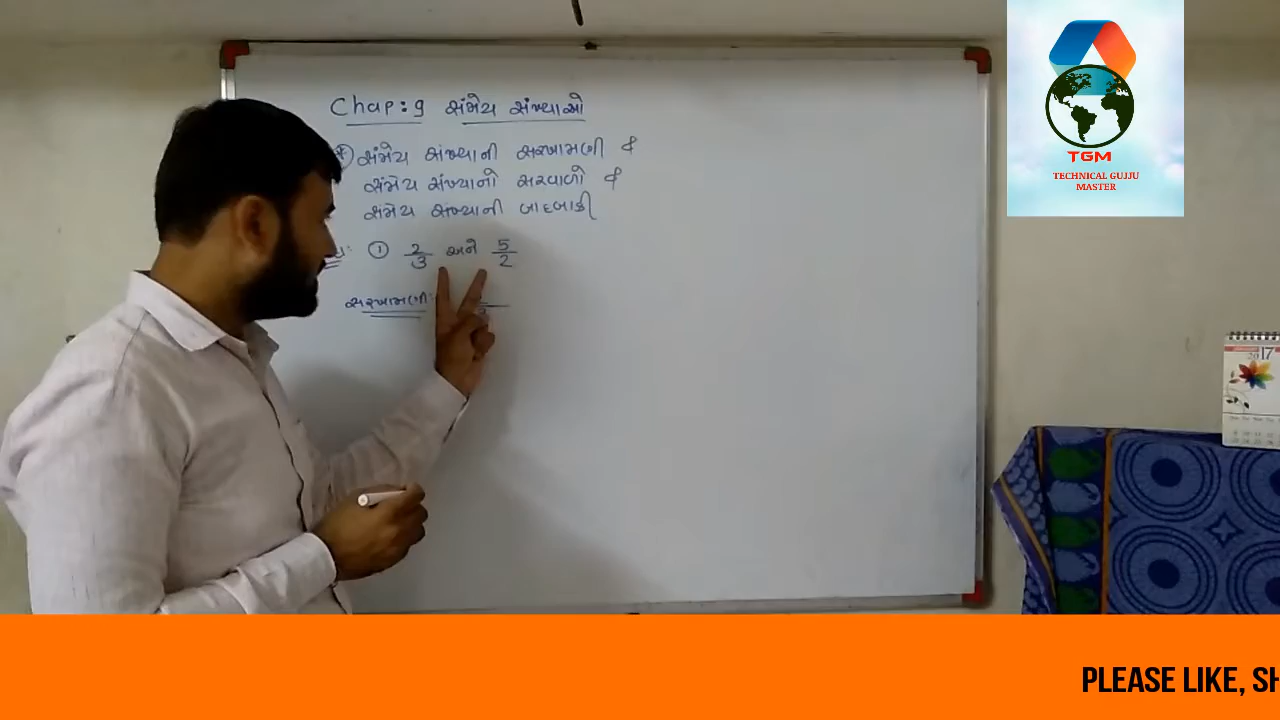 Chap : 9 સંમેય સંખ્યાઓ
* સંમેય સંખ્યાની સરખામણી &
સંમેય સંખ્યાનો સરવાળો &
સંમેય સંખ્યાની બાદબાકી
① 2/3 અને 5/2
સરખામણી:
TGM
TECHNICAL GUJJU
MASTER
2017
PLEASE LIKE, SH